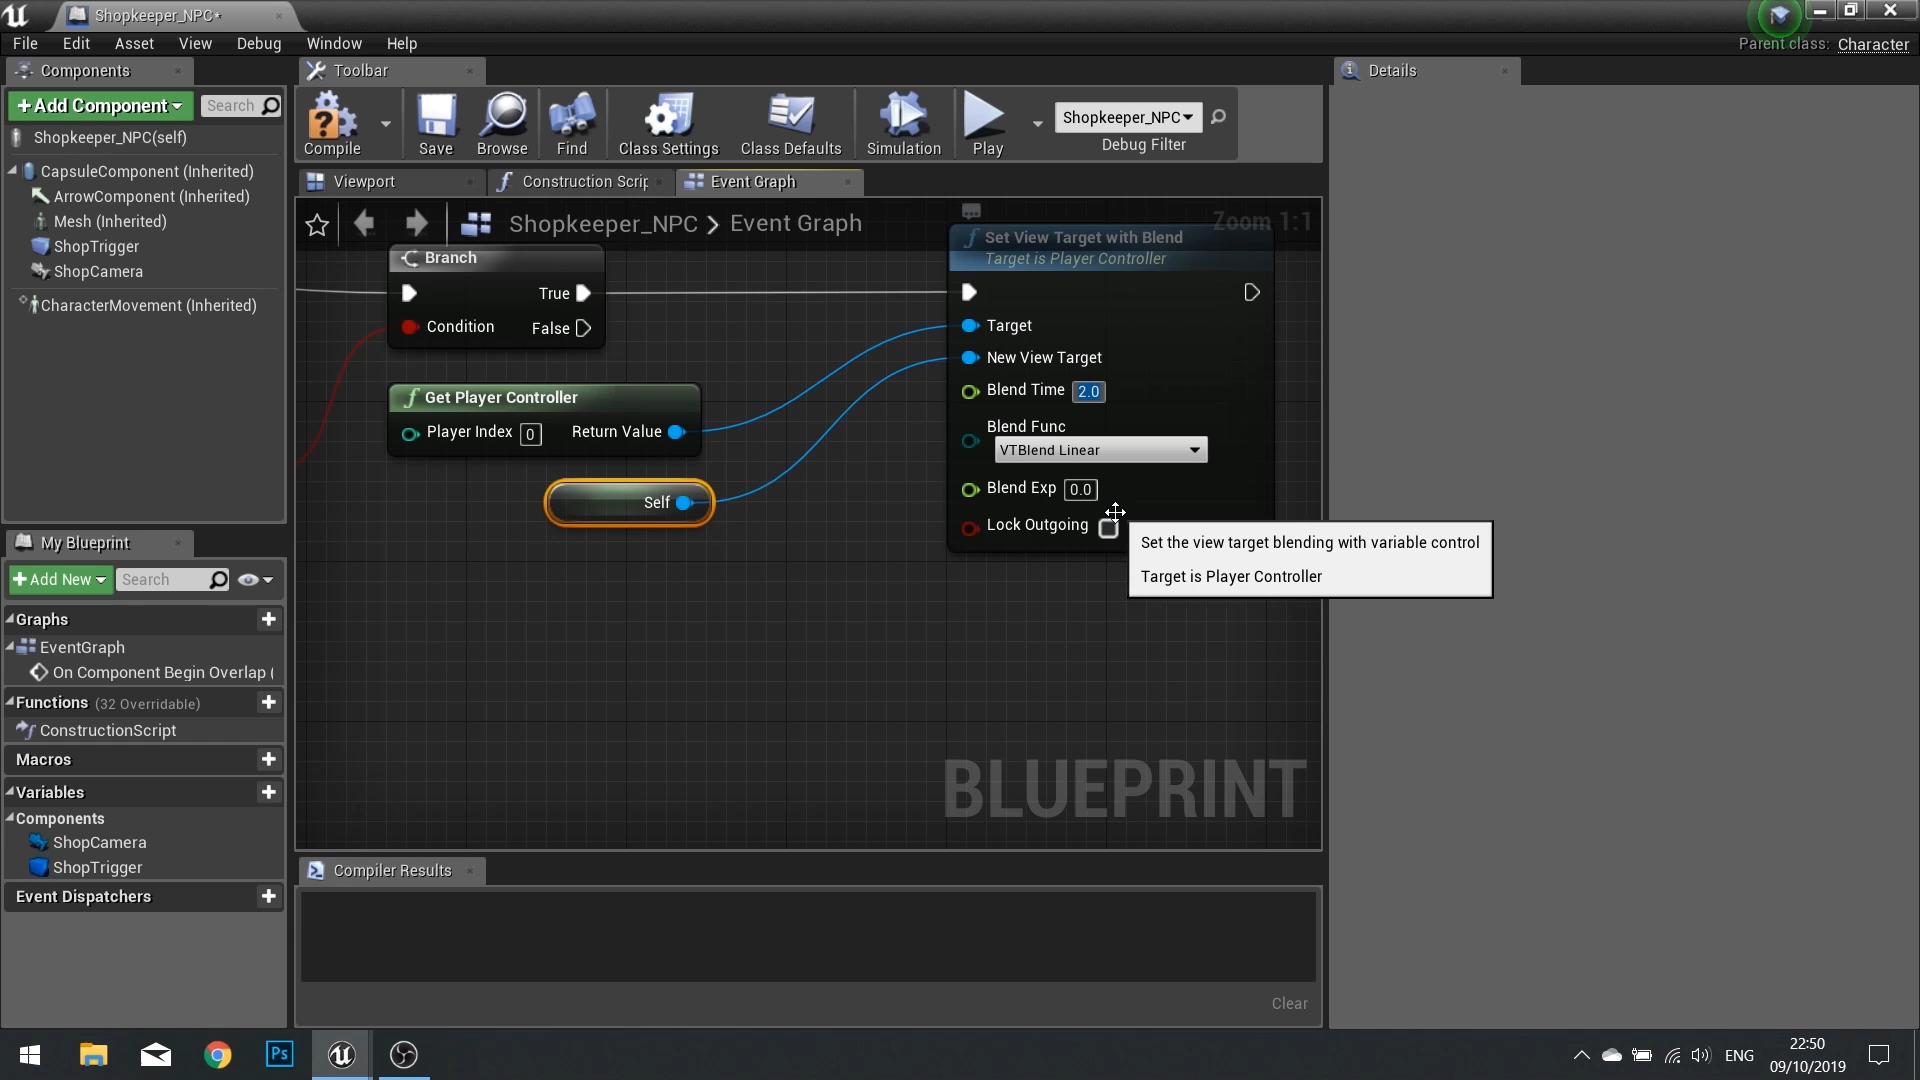 Shopkeeper_NPC*
File Edit Asset View Debug Window Help
Parent class: Character
Components
Toolbar
Details
+Add Component
Search
Shopkeeper_NPC(self)
CapsuleComponent (Inherited)
ArrowComponent (Inherited)
Mesh (Inherited)
ShopTrigger
ShopCamera
CharacterMovement (Inherited)
Compile
Save
Browse
Find
Class Settings
Class Defaults
Simulation
Play
Shopkeeper_NPC
Debug Filter
Viewport
Construction Scrip
Event Graph
Shopkeeper_NPC > Event Graph
Zoom 1:1
Branch
True
Condition
False
Get Player Controller
Player Index 0
Return Value
Self
Set View Target with Blend
Target is Player Controller
Target
New View Target
Blend Time 2.0
Blend Func
VTBlend Linear
Blend Exp 0.0
Lock Outgoing
Set the view target blending with variable control
Target is Player Controller
BLUEPRINT
My Blueprint
+Add New
Search
Graphs
EventGraph
On Component Begin Overlap (
Functions (32 Overridable)
ConstructionScript
Macros
Variables
Components
ShopCamera
ShopTrigger
Event Dispatchers
Compiler Results
Clear
Ps
ENG
22:50
09/10/2019